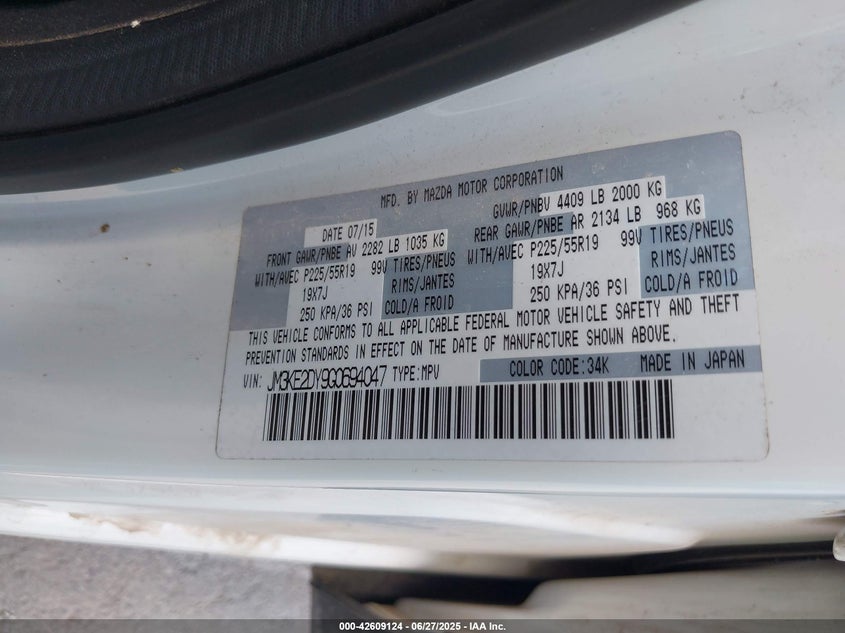 MFD. BY MAZDA MOTOR CORPORATION
DATE 07/15 GVWR/PNBV 4409 LB 2000 KG
FRONT GAWR/PNBE AV 2282 LB 1035 KG REAR GAWR/PNBE AR 2134 LB 968 KG
WITH/AVEC P225/55R19 99V TIRES/PNEUS WITH/AVEC P225/55R19 99V TIRES/PNEUS
19X7J RIMS/JANTES 19X7J RIMS/JANTES
250 KPA/36 PSI COLD/A FROID 250 KPA/36 PSI COLD/A FROID
THIS VEHICLE CONFORMS TO ALL APPLICABLE FEDERAL MOTOR VEHICLE SAFETY AND THEFT
PREVENTION STANDARDS IN EFFECT ON THE DATE OF MANUFACTURE SHOWN ABOVE.
VIN: JM3KE2DY9G0694047 TYPE:MPV COLOR CODE:34K MADE IN JAPAN
000-42609124 - 06/27/2025 - IAA Inc.